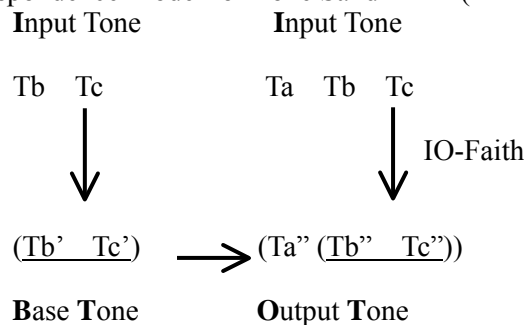 Input Tone Input Tone
Tb Tc Ta Tb Tc
IO-Faith
(Tb’ Tc’) (Ta” (Tb” Tc”))
Base Tone Output Tone